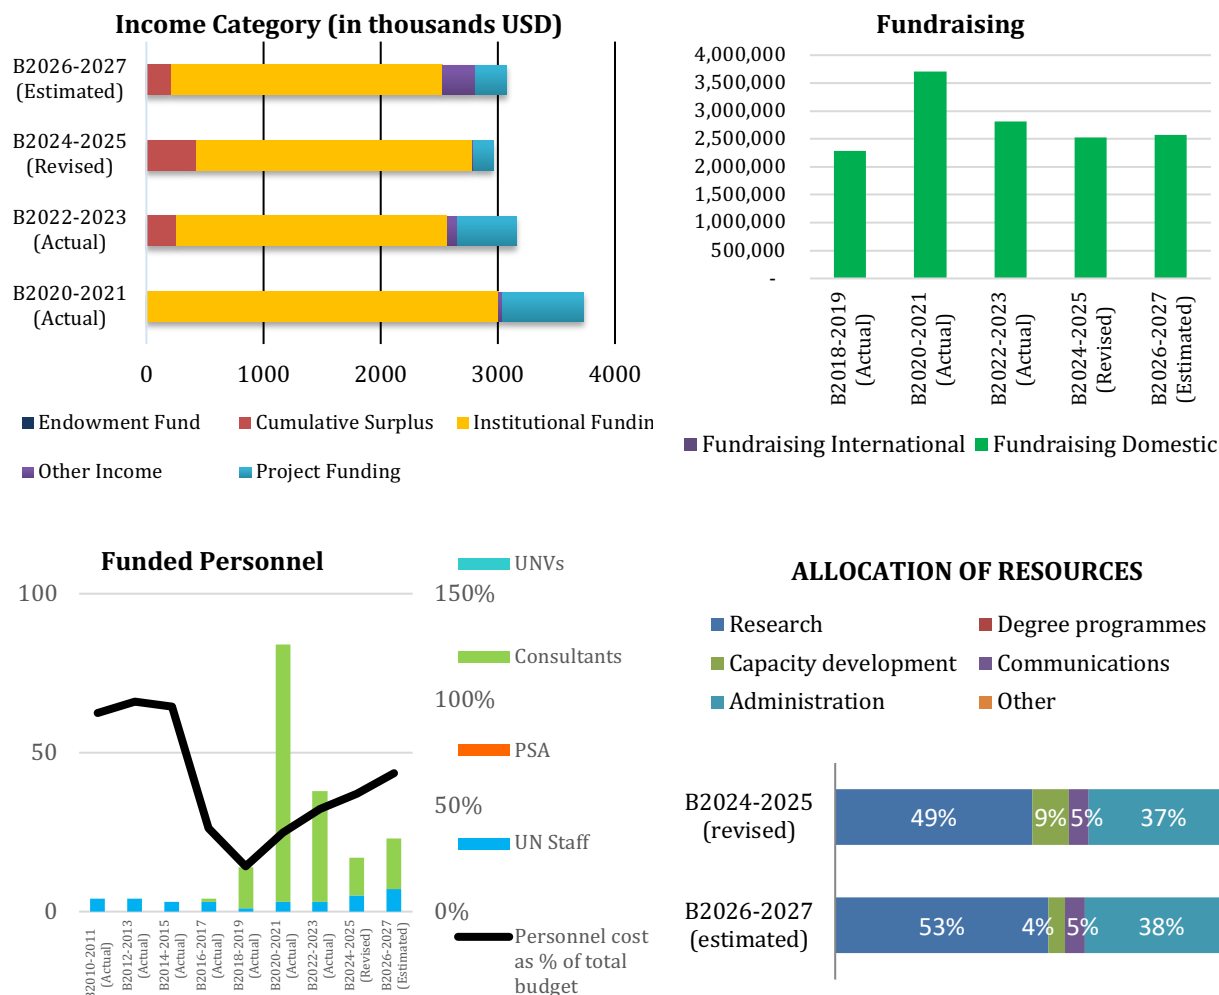 Income Category (in thousands USD)
B2026-2027
(Estimated)
B2024-2025
(Revised)
B2022-2023
(Actual)
B2020-2021
(Actual)
0 1000 2000 3000 4000
Endowment Fund Cumulative Surplus Institutional Fundin
Other Income Project Funding
Fundraising
4,000,000
3,500,000
3,000,000
2,500,000
2,000,000
1,500,000
1,000,000
500,000
-
B2018-2019
(Actual)
B2020-2021
(Actual)
B2022-2023
(Actual)
B2024-2025
(Revised)
B2026-2027
(Estimated)
Fundraising International Fundraising Domestic
Funded Personnel
100
50
0
150%
100%
50%
0%
B2010-2011
(Actual)
B2012-2013
(Actual)
B2014-2015
(Actual)
B2016-2017
(Actual)
B2018-2019
(Actual)
B2020-2021
(Actual)
B2022-2023
(Actual)
B2024-2025
(Revised)
B2026-2027
(Estimated)
UNVs
Consultants
PSA
UN Staff
Personnel cost
as % of total
budget
ALLOCATION OF RESOURCES
Research Degree programmes
Capacity development Communications
Administration Other
B2024-2025
(revised)
49% 9% 5% 37%
B2026-2027
(estimated)
53% 4% 5% 38%